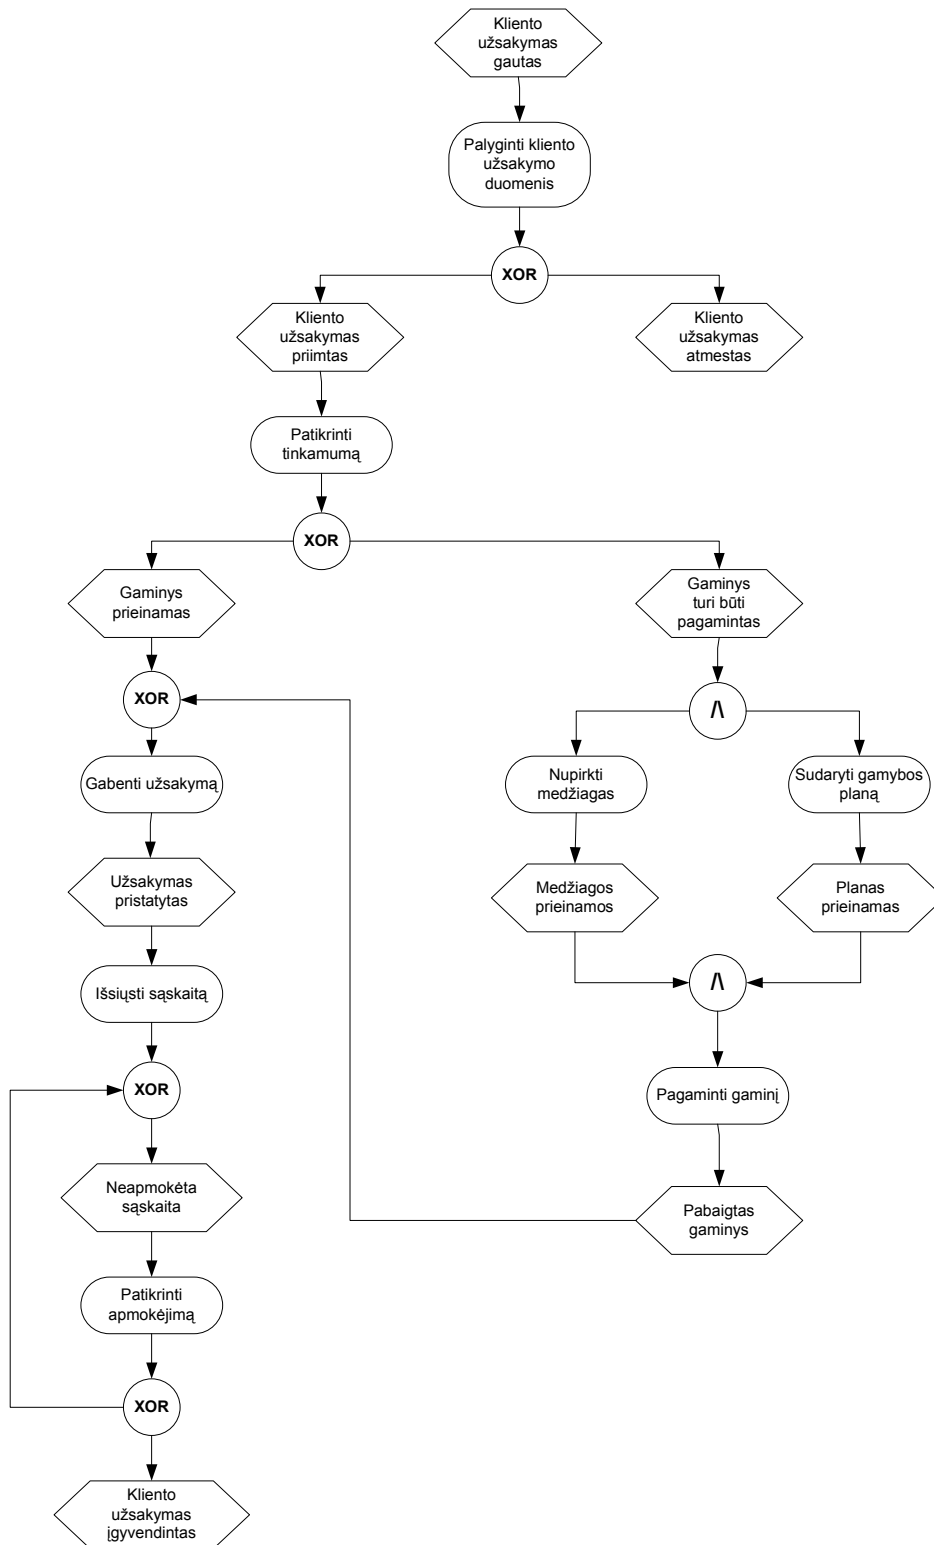 Kliento
užsakymas
gautas
Palyginti kliento
užsakymo
duomenis
XOR
Kliento
užsakymas
priimtas
Kliento
užsakymas
atmestas
Patikrinti
tinkamumą
XOR
Gaminys
prieinamas
Gaminys
turi būti
pagamintas
XOR
/\
Gabenti užsakymą
Nupirkti
medžiagas
Sudaryti gamybos
planą
Užsakymas
pristatytas
Medžiagos
prieinamos
Planas
prieinamas
Išsiųsti sąskaitą
/\
XOR
Pagaminti gaminį
Neapmokėta
sąskaita
Pabaigtas
gaminys
Patikrinti
apmokėjimą
XOR
Kliento
užsakymas
įgyvendintas